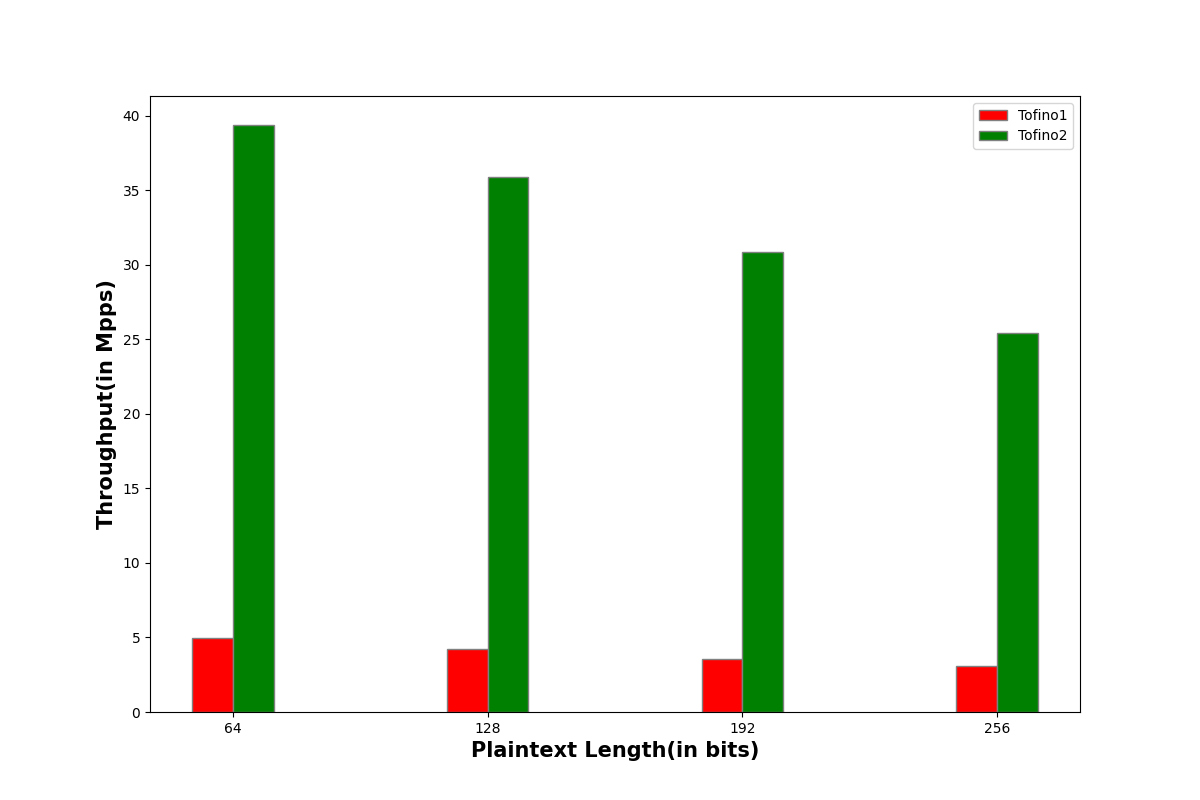 Tofino1
Tofino2
Throughput(in Mpps)
40
35
30
25
20
15
10
5
0
64 128 192 256
Plaintext Length(in bits)